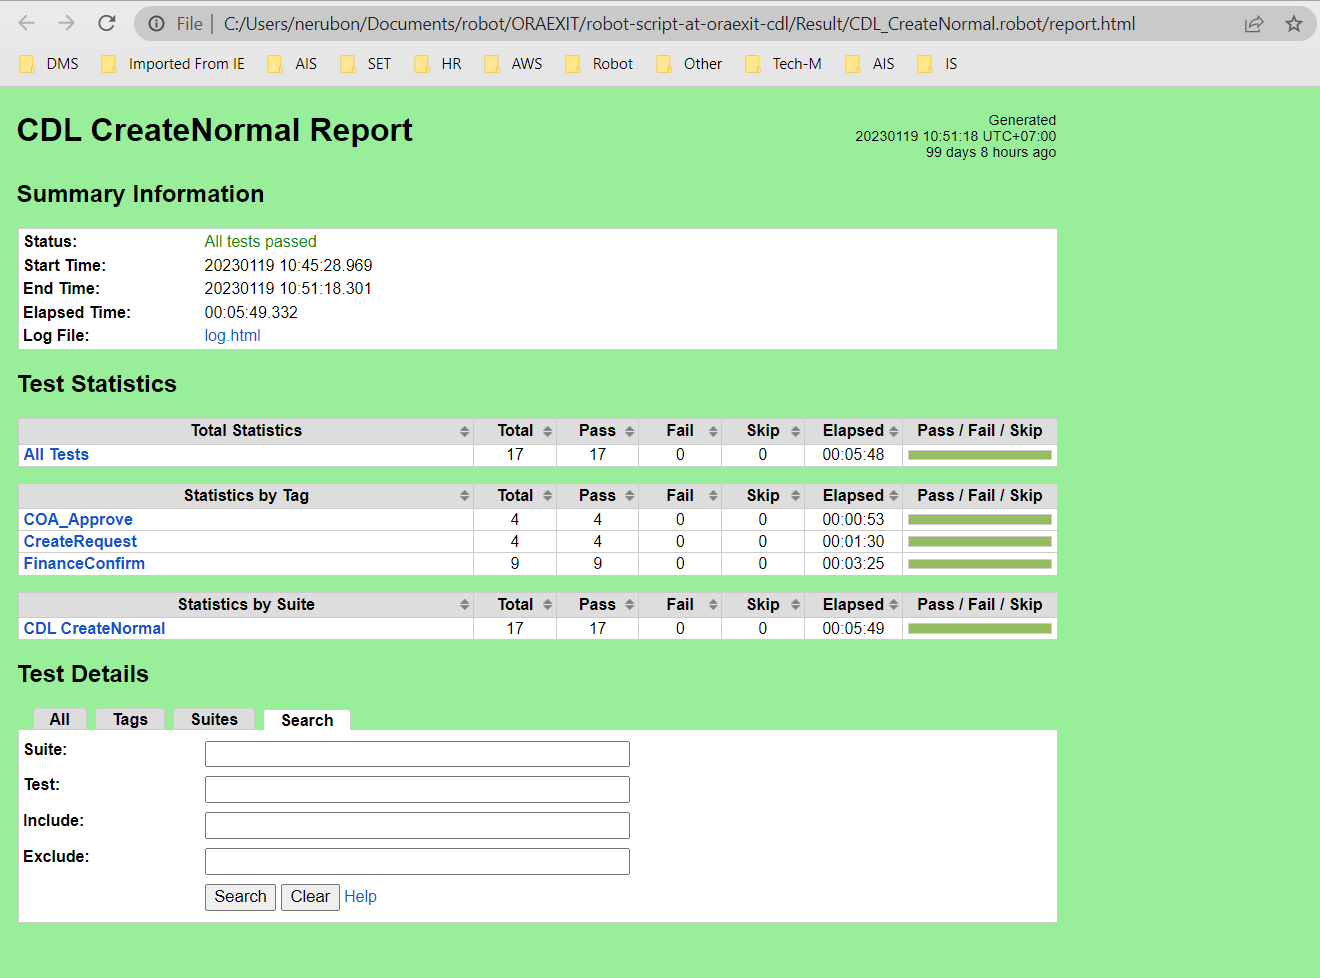 File | C:/Users/nerubon/Documents/robot/ORAEXIT/robot-script-at-oraexit-cdl/Result/CDL_CreateNormal.robot/report.html
DMS Imported From IE AIS SET HR AWS Robot Other Tech-M AIS IS
CDL CreateNormal Report
Generated
20230119 10:51:18 UTC+07:00
99 days 8 hours ago
Summary Information
Status: All tests passed
Start Time: 20230119 10:45:28.969
End Time: 20230119 10:51:18.301
Elapsed Time: 00:05:49.332
Log File: log.html
Test Statistics
Total Statistics Total Pass Fail Skip Elapsed Pass / Fail / Skip
All Tests 17 17 0 0 00:05:48
Statistics by Tag Total Pass Fail Skip Elapsed Pass / Fail / Skip
COA_Approve 4 4 0 0 00:00:53
CreateRequest 4 4 0 0 00:01:30
FinanceConfirm 9 9 0 0 00:03:25
Statistics by Suite Total Pass Fail Skip Elapsed Pass / Fail / Skip
CDL CreateNormal 17 17 0 0 00:05:49
Test Details
All Tags Suites Search
Suite:
Test:
Include:
Exclude:
Search Clear Help